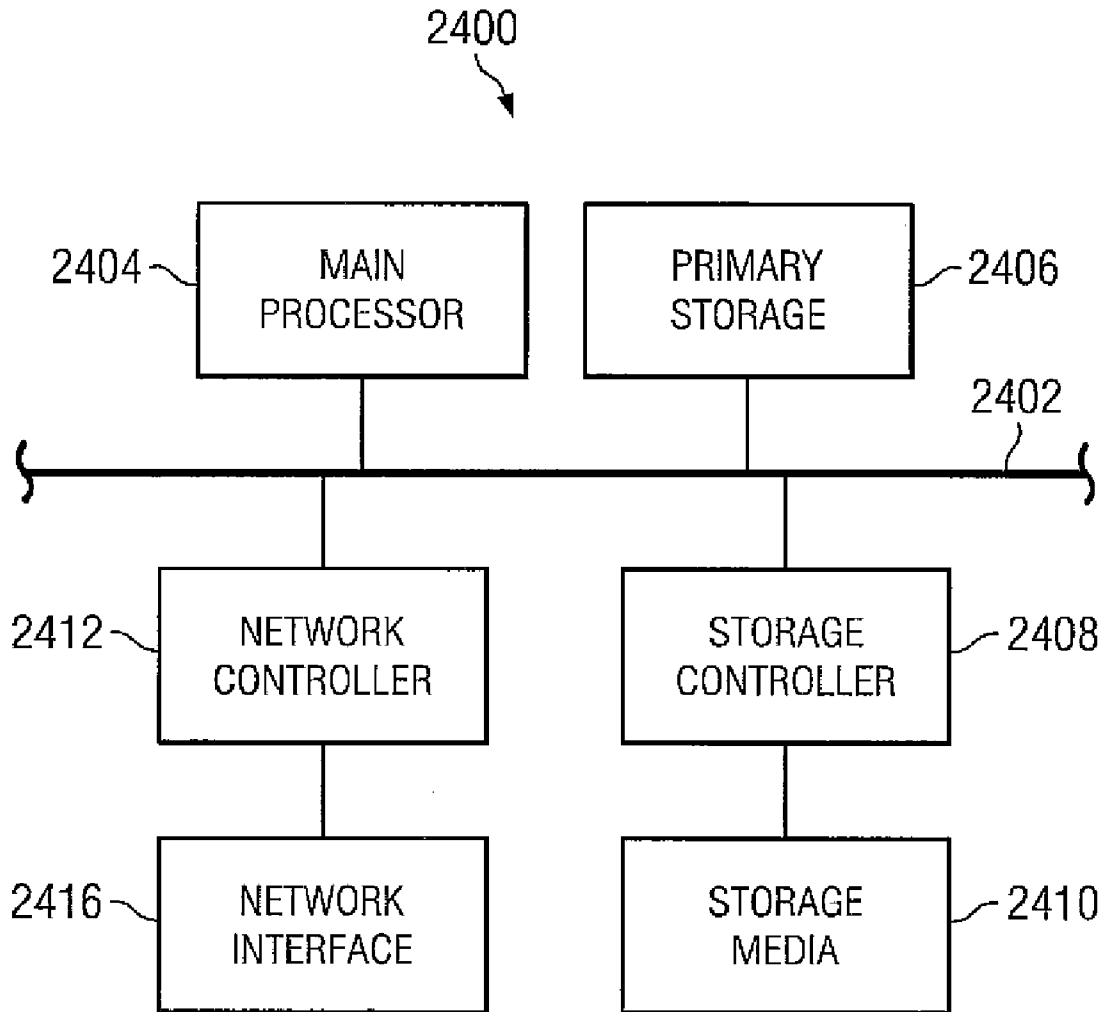 2400
2404
MAIN
PROCESSOR
PRIMARY
STORAGE
2406
2402
2412
NETWORK
CONTROLLER
STORAGE
CONTROLLER
2408
2416
NETWORK
INTERFACE
STORAGE
MEDIA
2410